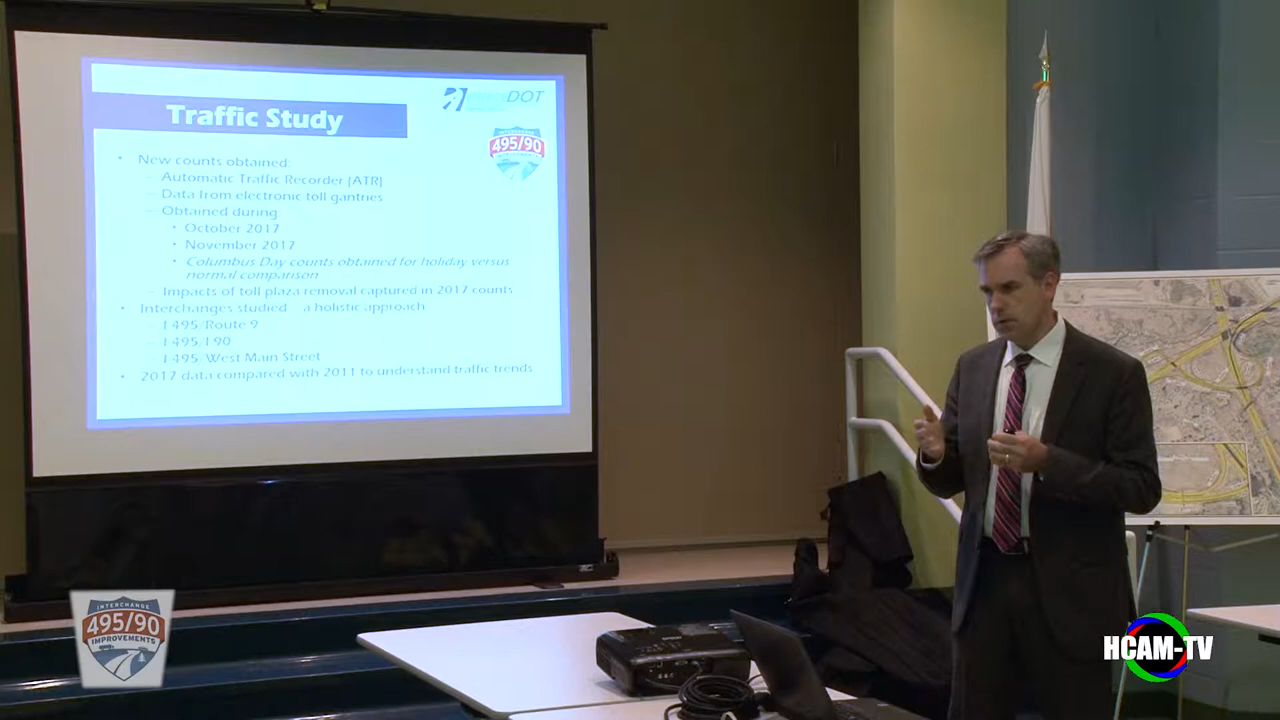 DOT
Traffic Study
INTERCHANGE
495/90
IMPROVEMENTS
• New counts obtained:
– Automatic Traffic Recorder (ATR)
– Data from electronic toll gantries
– Obtained during
• October 2017
• November 2017
• Columbus Day counts obtained for holiday versus
normal comparison
– Impacts of toll plaza removal captured in 2017 counts
• Interchanges studied – a holistic approach
– I-495/Route 9
– I-495/I-90
– I-495/West Main Street
• 2017 data compared with 2011 to understand traffic trends
INTERCHANGE
495/90
IMPROVEMENTS
HCAM-TV